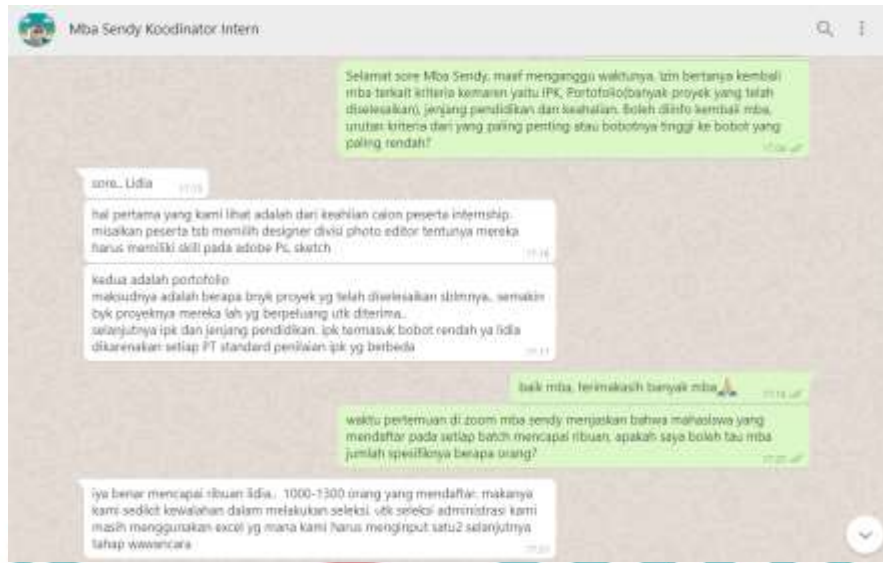 Mba Sendy Koodinator Intern
Selamat sore Mba Sendy, maaf menganggu waktunya. Izin bertanya kembali
mba terkait kriteria kemaren yaitu IPK, Portofolio(banyak proyek yang telah
diselesaikan), jenjang pendidikan dan keahalian. Boleh diinfo kembali mba,
urutan kriteria dari yang paling penting atau bobotnya tinggi ke bobot yang
paling rendah?
sore.. Lidia
hal pertama yang kami lihat adalah dari keahlian calon peserta internship.
misalkan peserta tsb memilih designer divisi photo editor tentunya mereka
harus memiliki skill pada adobe Ps, sketch
kedua adalah portofolio
maksudnya adalah berapa bnyk proyek yg telah diselesaikan sblmnya.. semakin
byk proyeknya mereka lah yg berpeluang utk diterima..
selanjutnya ipk dan jenjang pendidikan. ipk termasuk bobot rendah ya lidia
dikarenakan setiap PT standard penilaian ipk yg berbeda
baik mba, terimakasih banyak mba🙏
waktu pertemuan di zoom mba sendy menjaskan bahwa mahasiswa yang
mendaftar pada setiap batch mencapai ribuan, apakah saya boleh tau mba
jumlah spesifiknya berapa orang?
iya benar mencapai ribuan lidia.. 1000-1300 orang yang mendaftar. makanya
kami sedikit kewalahan dalam melakukan seleksi. utk seleksi administrasi kami
masih menggunakan excel yg mana kami harus menginput satu2 selanjutnya
tahap wawancara